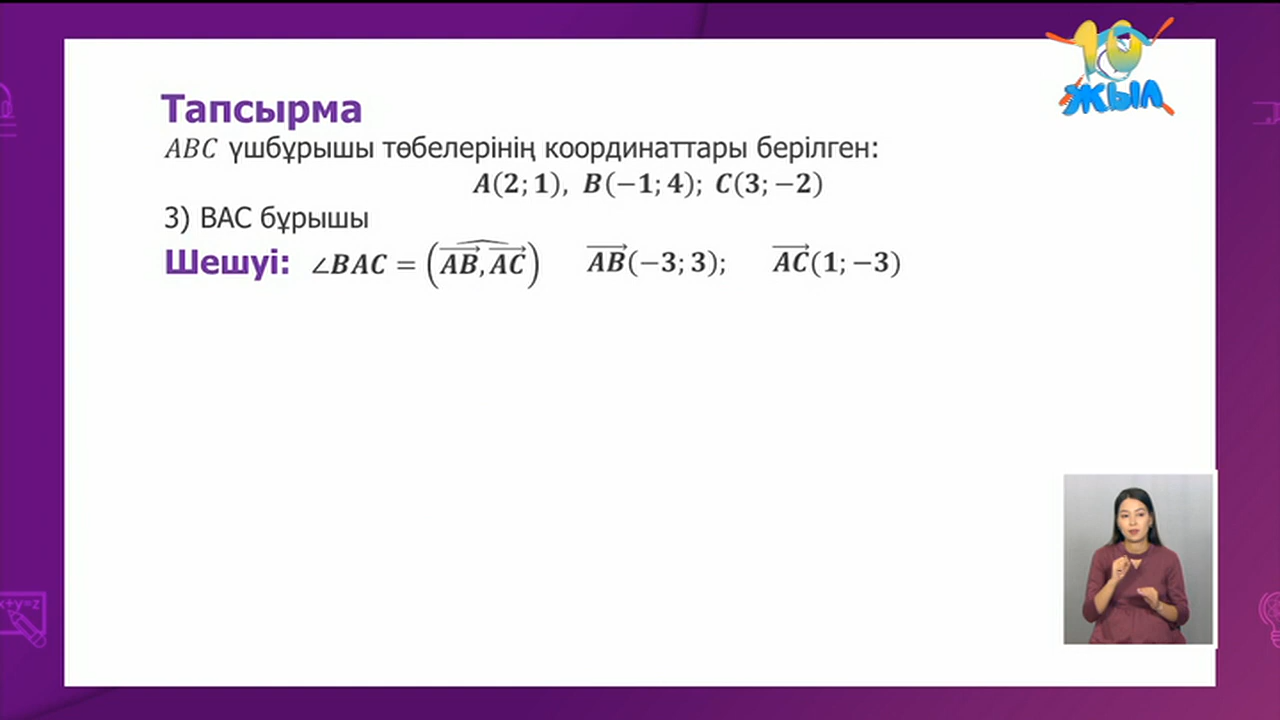 10
ЖЫЛ
Тапсырма
ABC үшбұрышы төбелерінің координаттары берілген:
A(2; 1), B(−1; 4); C(3; −2)
3) ВАС бұрышы
Шешуі: ∠BAC = (AB⃗, AC⃗) AB⃗(−3; 3); AC⃗(1; −3)
x+y=z